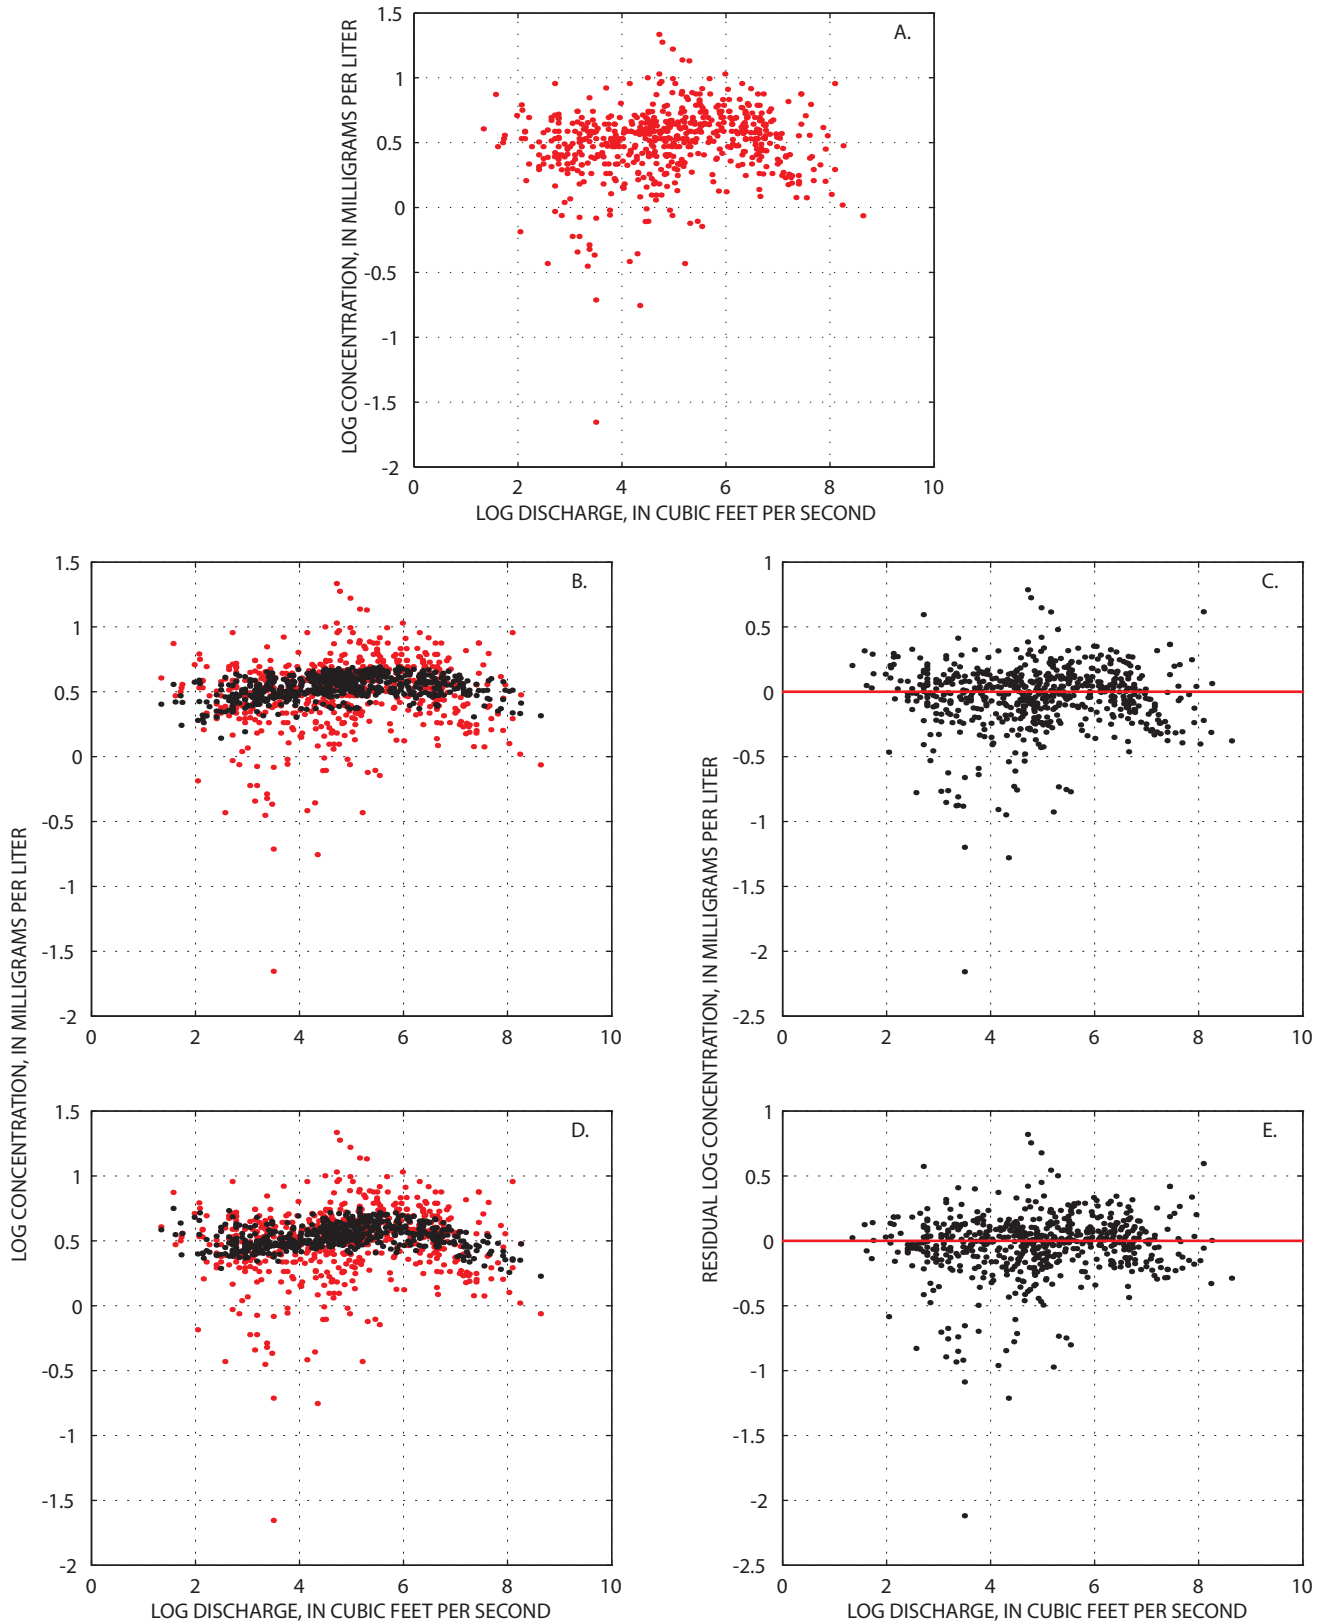 A.
1.5
1
0.5
0
-0.5
-1
-1.5
-2
LOG CONCENTRATION, IN MILLIGRAMS PER LITER
0 2 4 6 8 10
LOG DISCHARGE, IN CUBIC FEET PER SECOND
LOG CONCENTRATION, IN MILLIGRAMS PER LITER
B.
1.5
1
0.5
0
-0.5
-1
-1.5
-2
0 2 4 6 8 10
RESIDUAL LOG CONCENTRATION, IN MILLIGRAMS PER LITER
C.
1
0.5
0
-0.5
-1
-1.5
-2
-2.5
0 2 4 6 8 10
D.
1.5
1
0.5
0
-0.5
-1
-1.5
-2
0 2 4 6 8 10
LOG DISCHARGE, IN CUBIC FEET PER SECOND
E.
1
0.5
0
-0.5
-1
-1.5
-2
-2.5
0 2 4 6 8 10
LOG DISCHARGE, IN CUBIC FEET PER SECOND